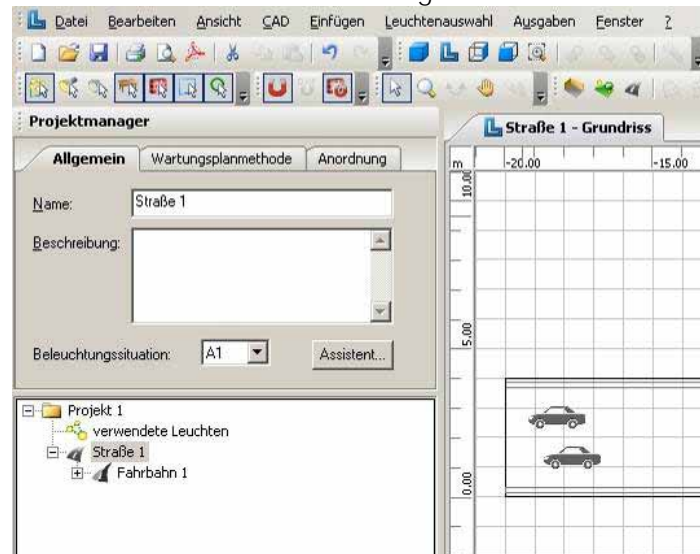 Datei Bearbeiten Ansicht CAD Einfügen Leuchtenauswahl Ausgaben Fenster ?
Projektmanager
Allgemein Wartungsplanmethode Anordnung
Name: Straße 1
Beschreibung:
Beleuchtungssituation: A1 Assistent...
Projekt 1
verwendete Leuchten
Straße 1
Fahrbahn 1
Straße 1 - Grundriss
m -20.00 -15.00
10.00
5.00
0.00